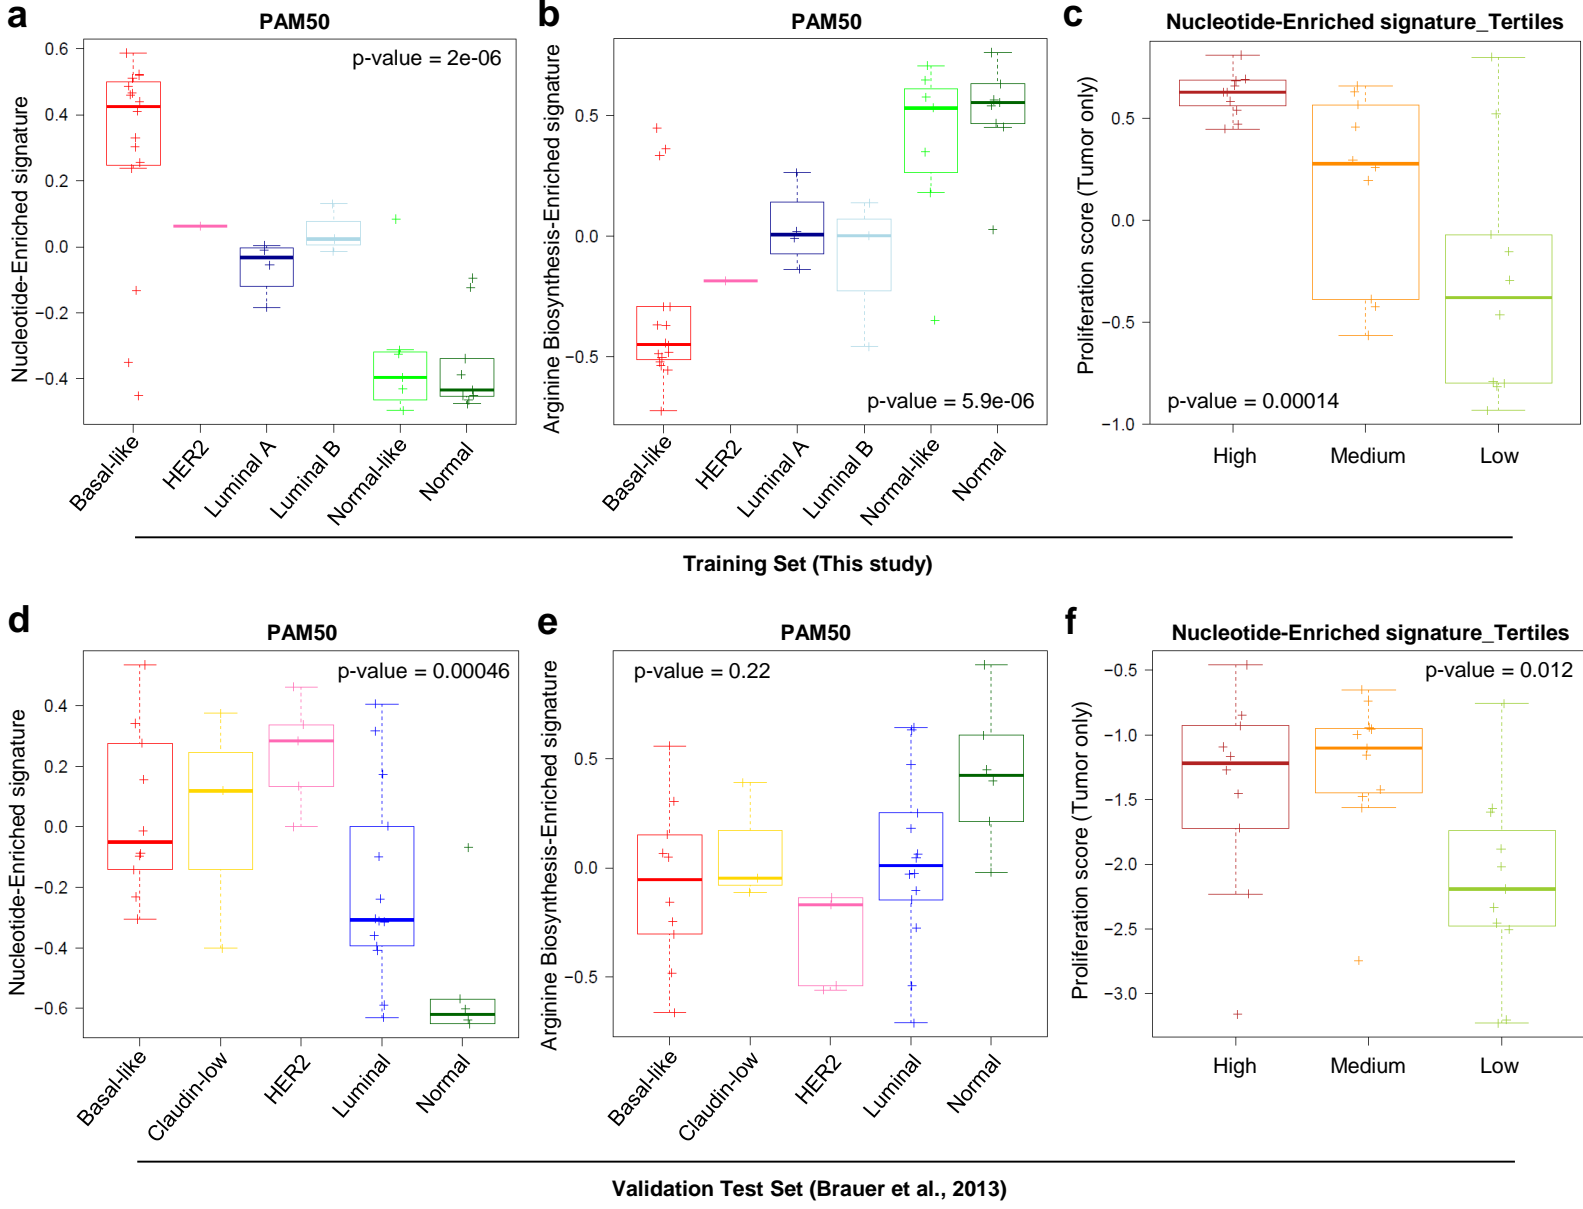 a
PAM50
p-value = 2e-06
Nucleotide-Enriched signature
0.6
0.4
0.2
0.0
−0.2
−0.4
Basal-like
HER2
Luminal A
Luminal B
Normal-like
Normal
b
PAM50
Arginine Biosynthesis-Enriched signature
0.5
0.0
−0.5
p-value = 5.9e-06
Basal-like
HER2
Luminal A
Luminal B
Normal-like
Normal
c
Nucleotide-Enriched signature_Tertiles
Proliferation score (Tumor only)
0.5
0.0
−0.5
−1.0
p-value = 0.00014
High
Medium
Low
Training Set (This study)
d
PAM50
p-value = 0.00046
Nucleotide-Enriched signature
0.4
0.2
0.0
−0.2
−0.4
−0.6
Basal-like
Claudin-low
HER2
Luminal
Normal
e
PAM50
p-value = 0.22
Arginine Biosynthesis-Enriched signature
0.5
0.0
−0.5
Basal-like
Claudin-low
HER2
Luminal
Normal
f
Nucleotide-Enriched signature_Tertiles
p-value = 0.012
Proliferation score (Tumor only)
−0.5
−1.0
−1.5
−2.0
−2.5
−3.0
High
Medium
Low
Validation Test Set (Brauer et al., 2013)